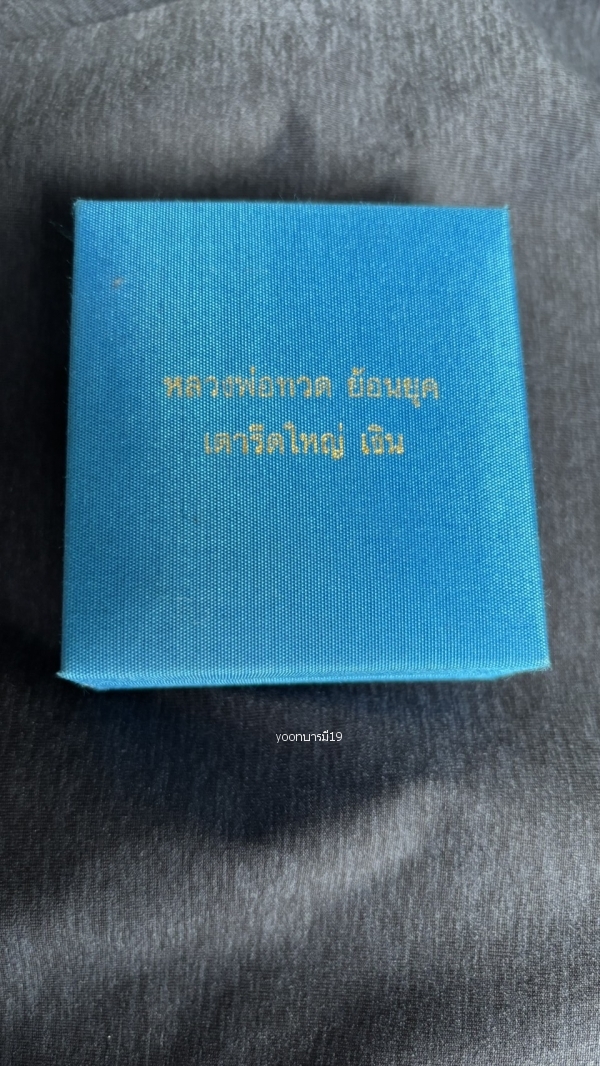 หลวงพ่อทวด ย้อนยุค
เตารีดใหญ่ เงิน
yoonบารมี19